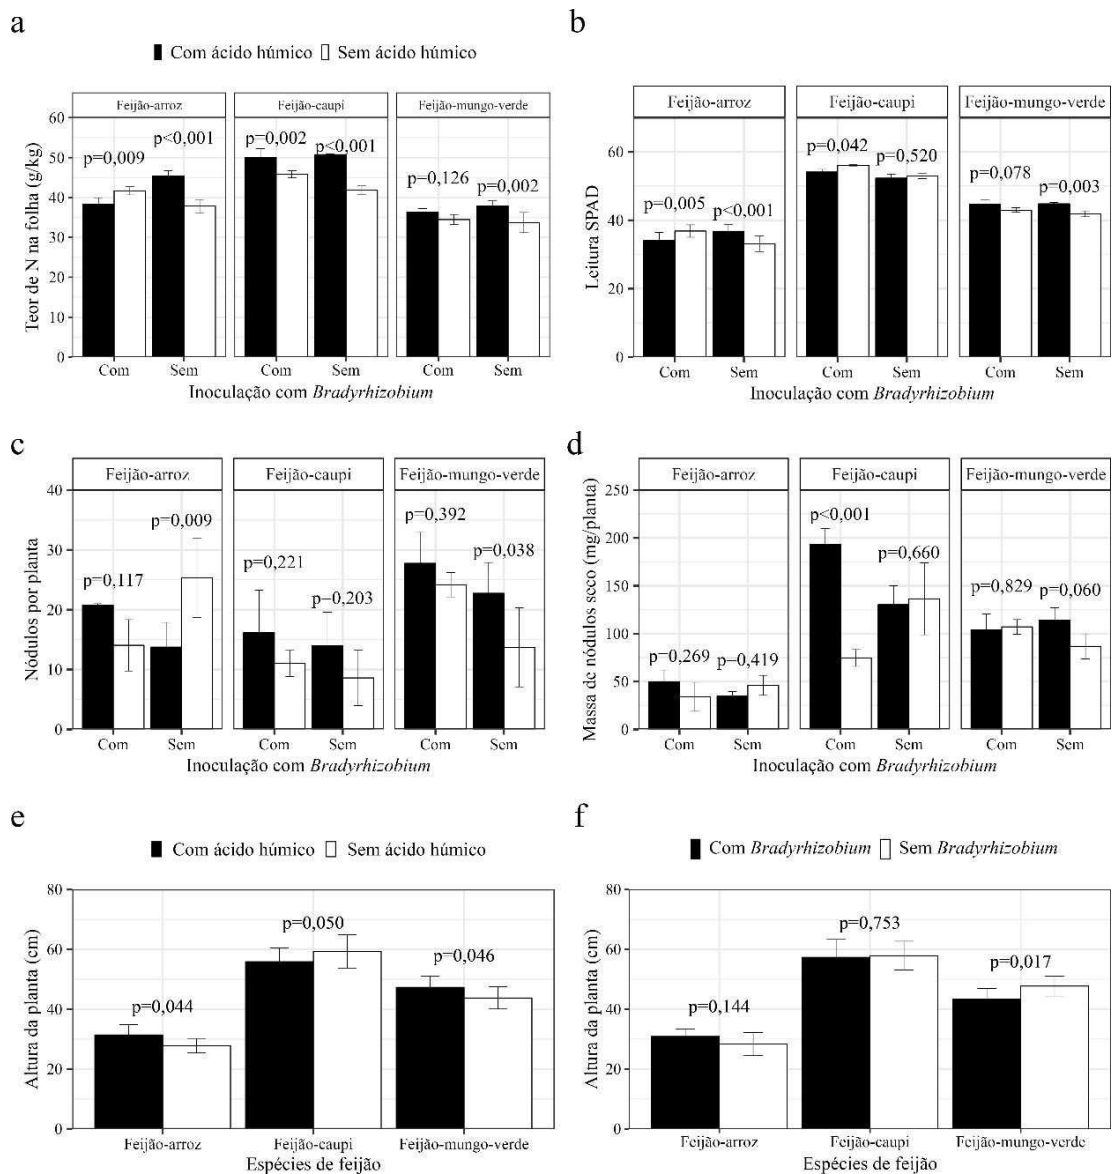 a
Com ácido húmico Sem ácido húmico
Feijão-arroz Feijão-caupi Feijão-mungo-verde
Teor de N na folha (g/kg)
60
50
40
30
20
10
0
p=0,009 p<0,001 p=0,002 p<0,001 p=0,126 p=0,002
Com Sem Com Sem Com Sem
Inoculação com Bradyrhizobium
b
Feijão-arroz Feijão-caupi Feijão-mungo-verde
Leitura SPAD
60
40
20
0
p=0,005 p<0,001 p=0,042 p=0,520 p=0,078 p=0,003
Com Sem Com Sem Com Sem
Inoculação com Bradyrhizobium
c
Feijão-arroz Feijão-caupi Feijão-mungo-verde
Nódulos por planta
40
30
20
10
0
p=0,117 p=0,009 p=0,221 p=0,203 p=0,392 p=0,038
Com Sem Com Sem Com Sem
Inoculação com Bradyrhizobium
d
Feijão-arroz Feijão-caupi Feijão-mungo-verde
Massa de nódulos seco (mg/planta)
250
200
150
100
50
0
p=0,269 p=0,419 p<0,001 p=0,660 p=0,829 p=0,060
Com Sem Com Sem Com Sem
Inoculação com Bradyrhizobium
e
Com ácido húmico Sem ácido húmico
Altura da planta (cm)
80
60
40
20
0
p=0,044 p=0,050 p=0,046
Feijão-arroz Feijão-caupi Feijão-mungo-verde
Espécies de feijão
f
Com Bradyrhizobium Sem Bradyrhizobium
Altura da planta (cm)
80
60
40
20
0
p=0,144 p=0,753 p=0,017
Feijão-arroz Feijão-caupi Feijão-mungo-verde
Espécies de feijão